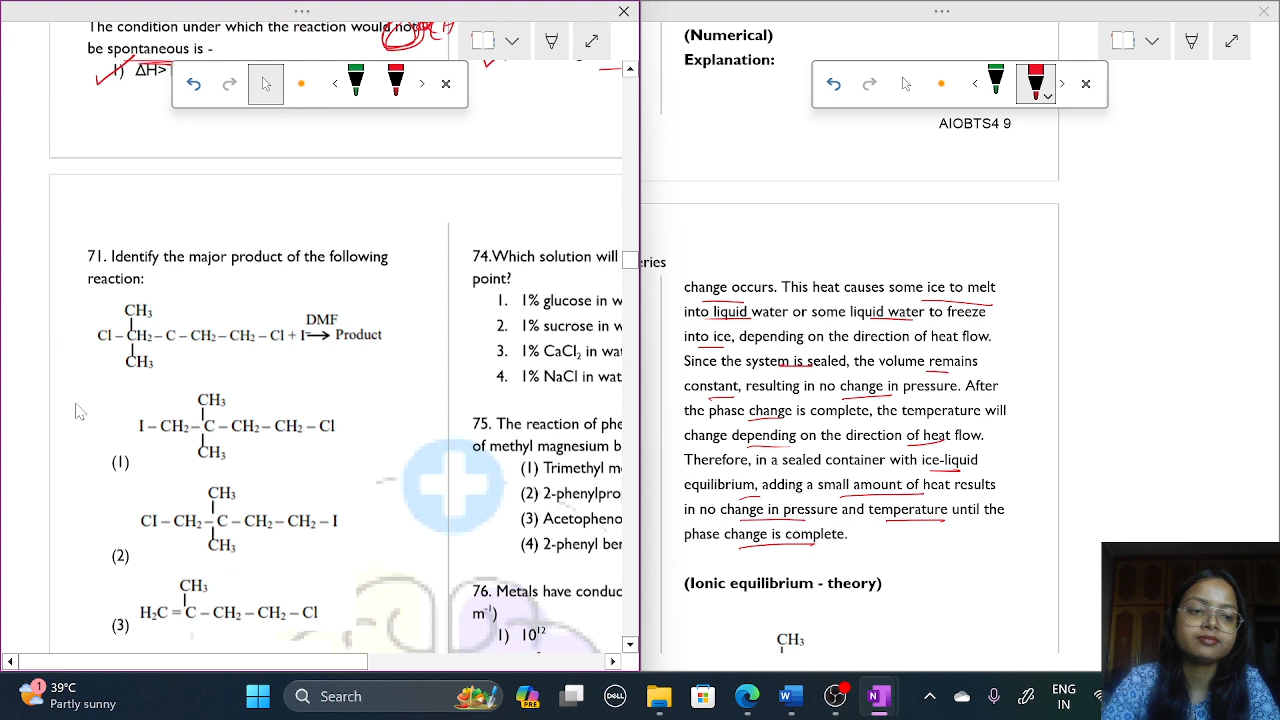 The condition under which the reaction would not
be spontaneous is -
1) ΔH>
71. Identify the major product of the following
reaction:
CH3
DMF
Cl – CH2 – C – CH2 – CH2 – Cl + I⁻ → Product
CH3
CH3
I – CH2 – C – CH2 – CH2 – Cl
CH3
(1)
CH3
Cl – CH2 – C – CH2 – CH2 – I
CH3
(2)
CH3
H2C = C – CH2 – CH2 – Cl
(3)
74.Which solution will
point?
1. 1% glucose in w
2. 1% sucrose in w
3. 1% CaCl2 in wat
4. 1% NaCl in wat
75. The reaction of phe
of methyl magnesium b
(1) Trimethyl m
(2) 2-phenylpro
(3) Acetopheno
(4) 2-phenyl ben
76. Metals have conduc
m⁻¹)
1) 10¹²
(Numerical)
Explanation:
AIOBTS4 9
eries
change occurs. This heat causes some ice to melt
into liquid water or some liquid water to freeze
into ice, depending on the direction of heat flow.
Since the system is sealed, the volume remains
constant, resulting in no change in pressure. After
the phase change is complete, the temperature will
change depending on the direction of heat flow.
Therefore, in a sealed container with ice-liquid
equilibrium, adding a small amount of heat results
in no change in pressure and temperature until the
phase change is complete.
(Ionic equilibrium - theory)
CH3
1
39°C
Partly sunny
Search
PRE
DELL
W
N
ENG
IN